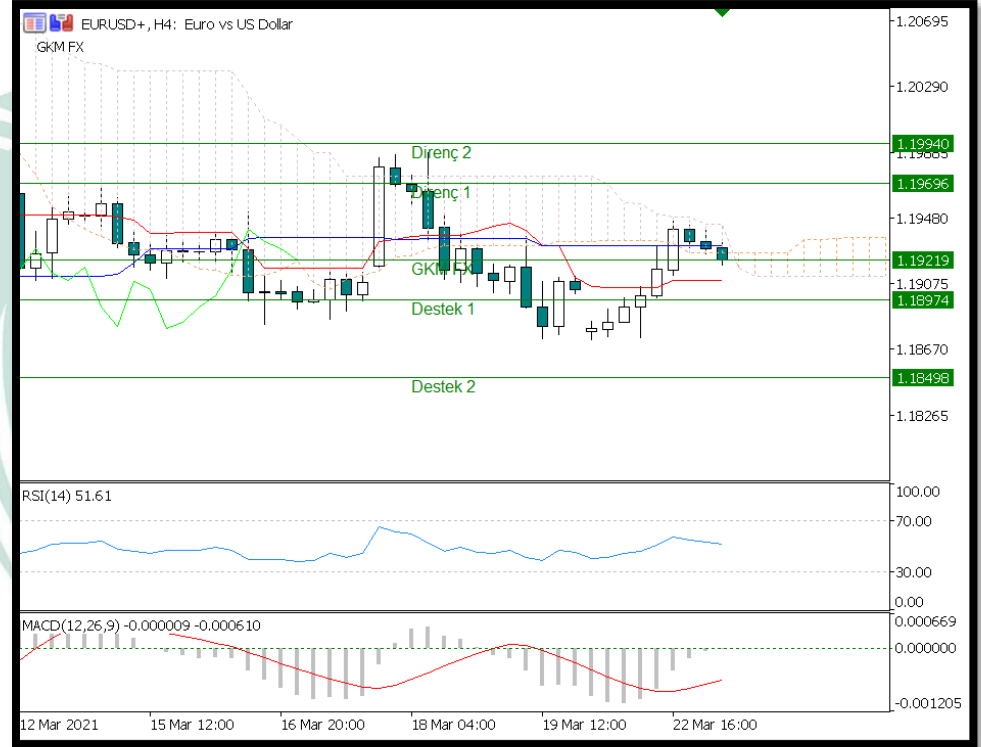 EURUSD+, H4: Euro vs US Dollar
GKM FX
1.20695
1.20290
1.19940
1.19885
Direnç 2
1.19696
Direnç 1
1.19480
1.19219
GKM FX
1.19075
1.18974
Destek 1
1.18670
1.18498
Destek 2
1.18265
RSI(14) 51.61
100.00
70.00
30.00
0.00
MACD(12,26,9) -0.000009 -0.000610
0.000669
0.000000
-0.001205
12 Mar 2021 15 Mar 12:00 16 Mar 20:00 18 Mar 04:00 19 Mar 12:00 22 Mar 16:00